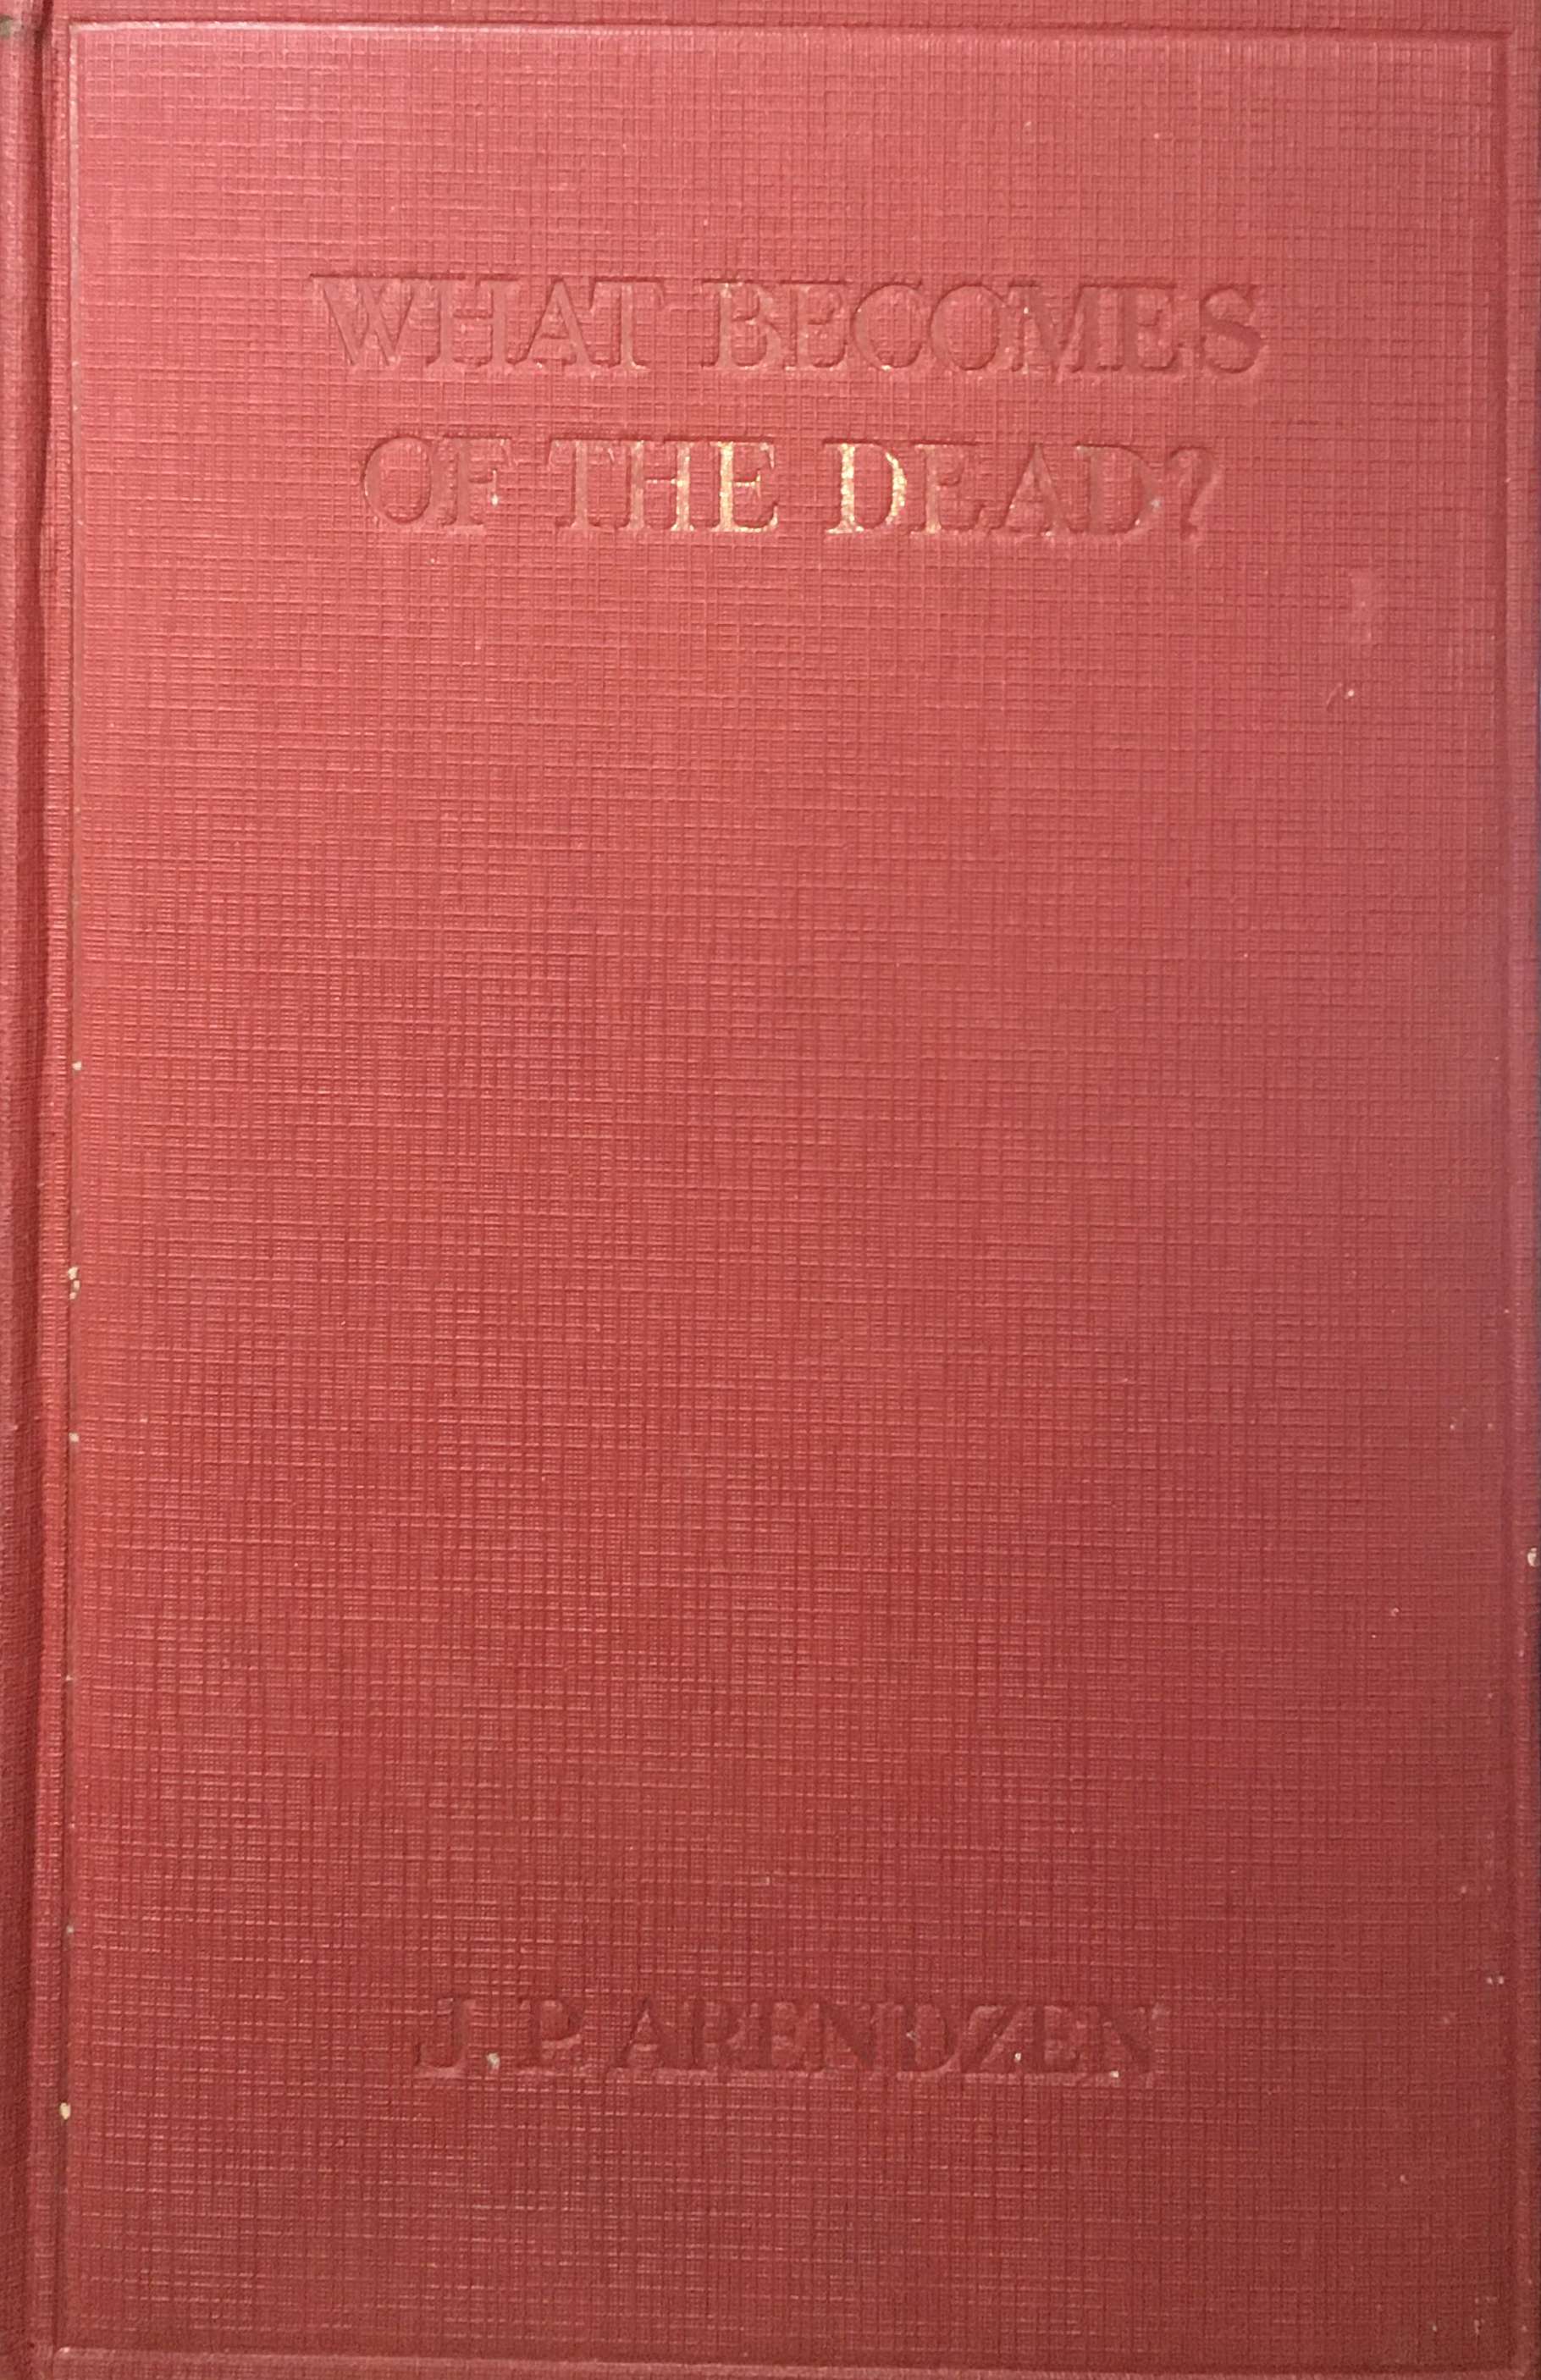 WHAT BECOMES
OF THE DEAD?
J. P. ARENDZEN